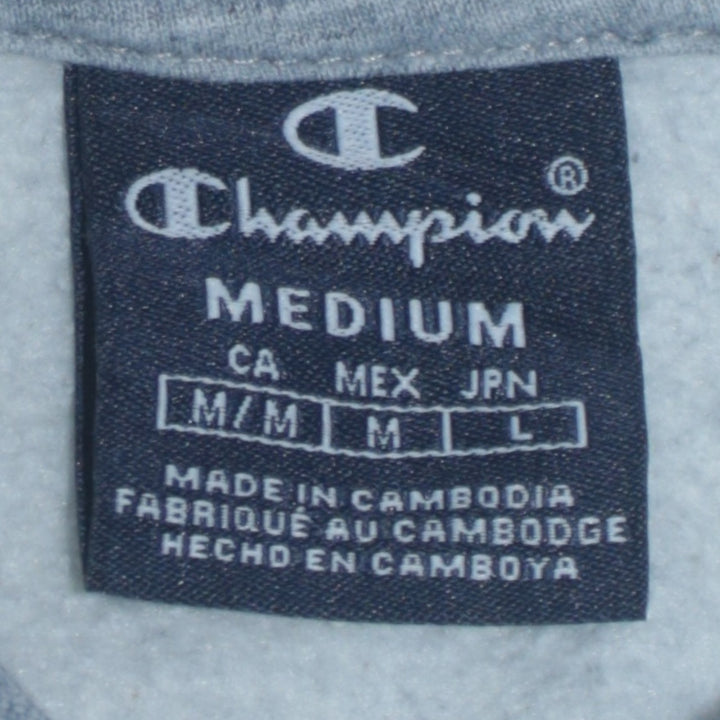 Champion®
MEDIUM
CA MEX JPN
M/M M L
MADE IN CAMBODIA
FABRIQUÉ AU CAMBODGE
HECHO EN CAMBOYA